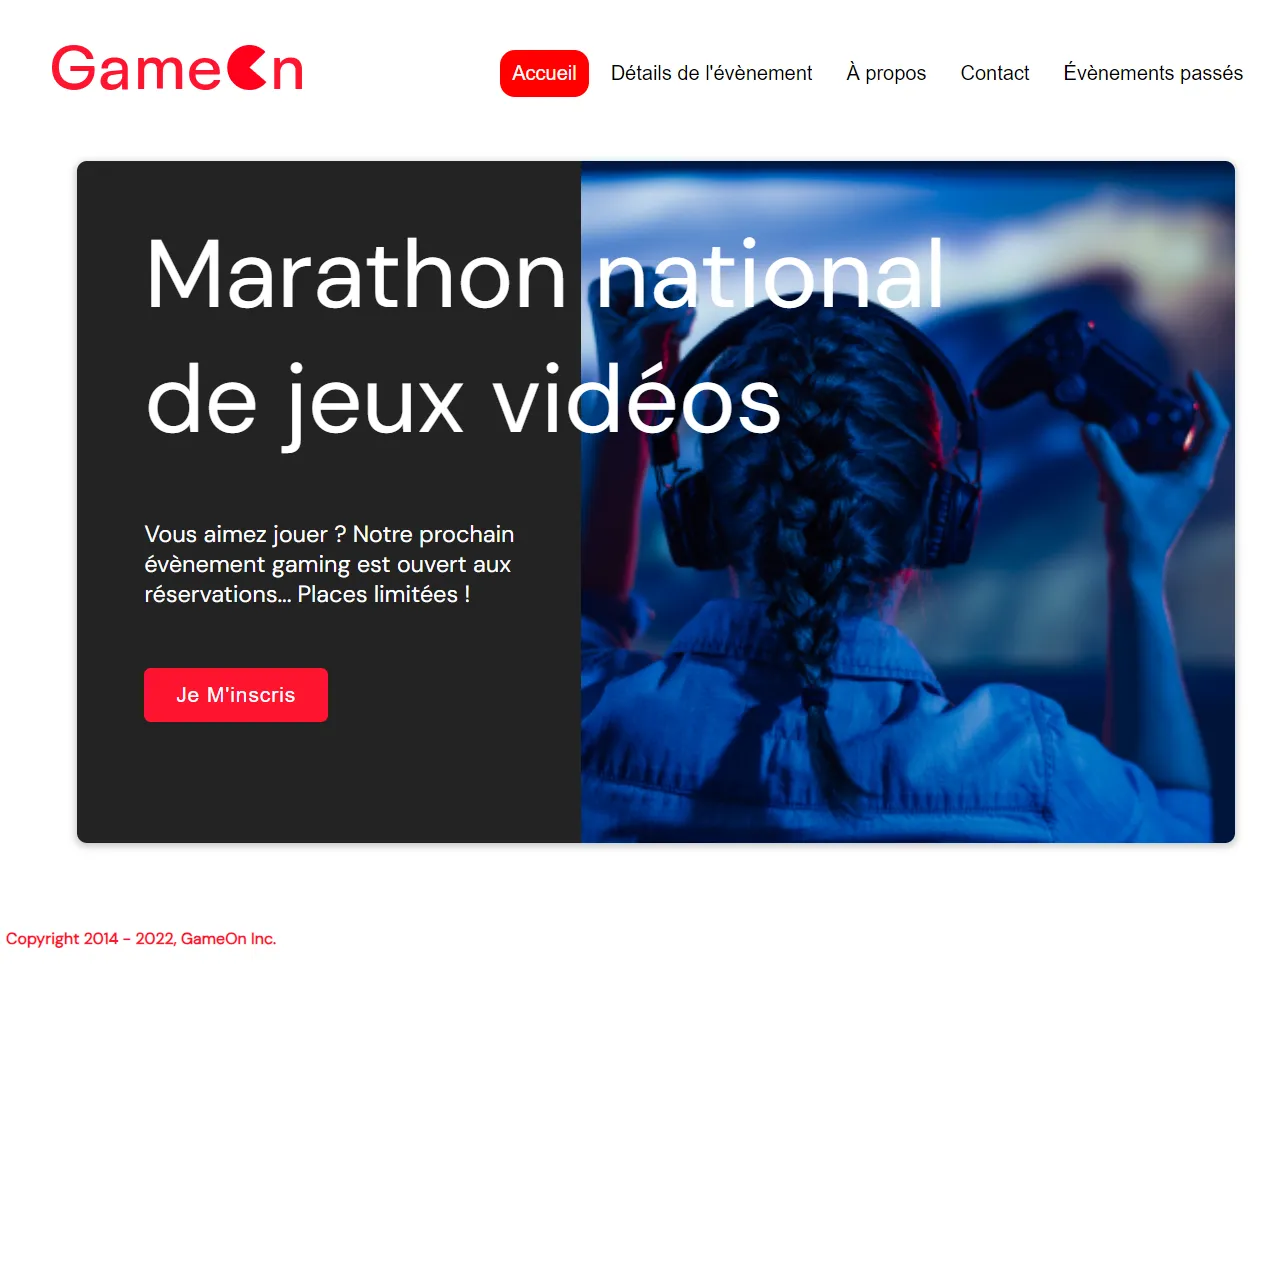 GameOn
Accueil
Détails de l'évènement
À propos
Contact
Évènements passés
Marathon national
de jeux vidéos
Vous aimez jouer ? Notre prochain
évènement gaming est ouvert aux
réservations... Places limitées !
Je M'inscris
Copyright 2014 - 2022, GameOn Inc.